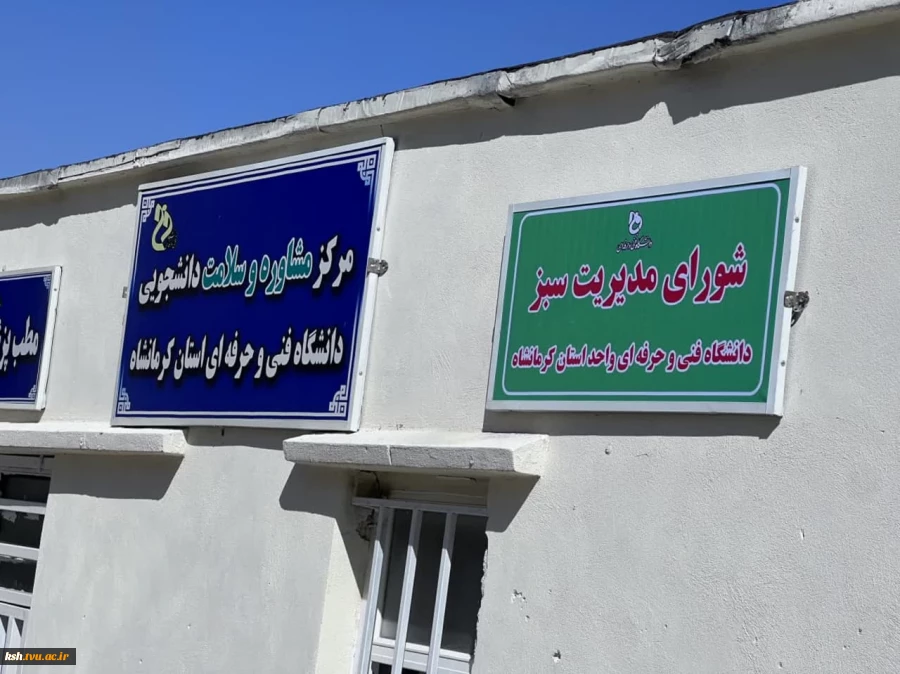 شورای مدیریت سبز
دانشگاه فنی و حرفه ای واحد استان کرمانشاه
مرکز مشاوره و سلامت دانشجویی
دانشگاه فنی و حرفه ای استان کرمانشاه
مطب
ksh.tvu.ac.ir